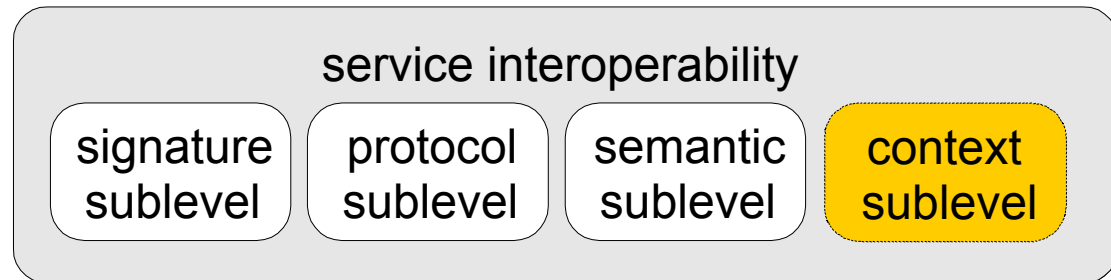 service interoperability
signature
sublevel
protocol
sublevel
semantic
sublevel
context
sublevel